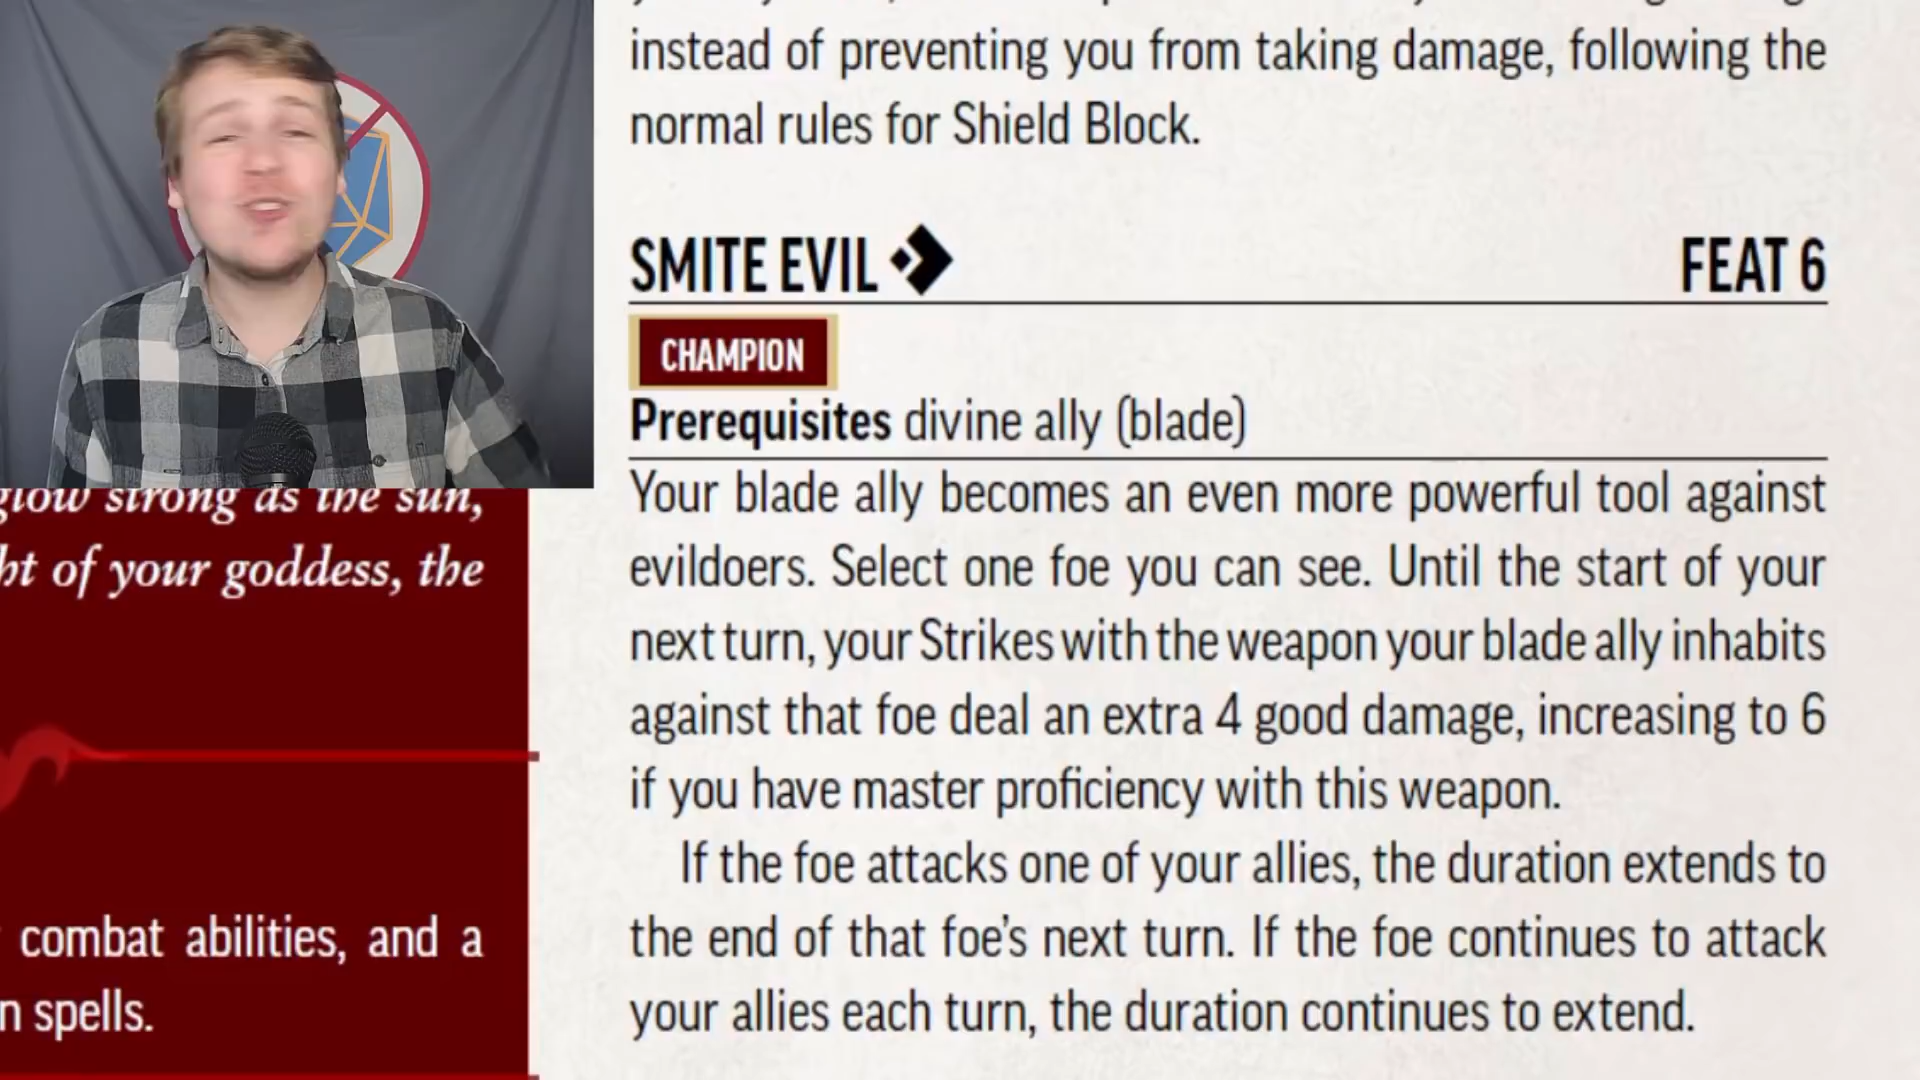 instead of preventing you from taking damage, following the
normal rules for Shield Block.
SMITE EVIL FEAT 6
CHAMPION
Prerequisites divine ally (blade)
Your blade ally becomes an even more powerful tool against
evildoers. Select one foe you can see. Until the start of your
next turn, your Strikes with the weapon your blade ally inhabits
against that foe deal an extra 4 good damage, increasing to 6
if you have master proficiency with this weapon.
If the foe attacks one of your allies, the duration extends to
the end of that foe's next turn. If the foe continues to attack
your allies each turn, the duration continues to extend.
glow strong as the sun,
of your goddess, the
combat abilities, and a
spells.